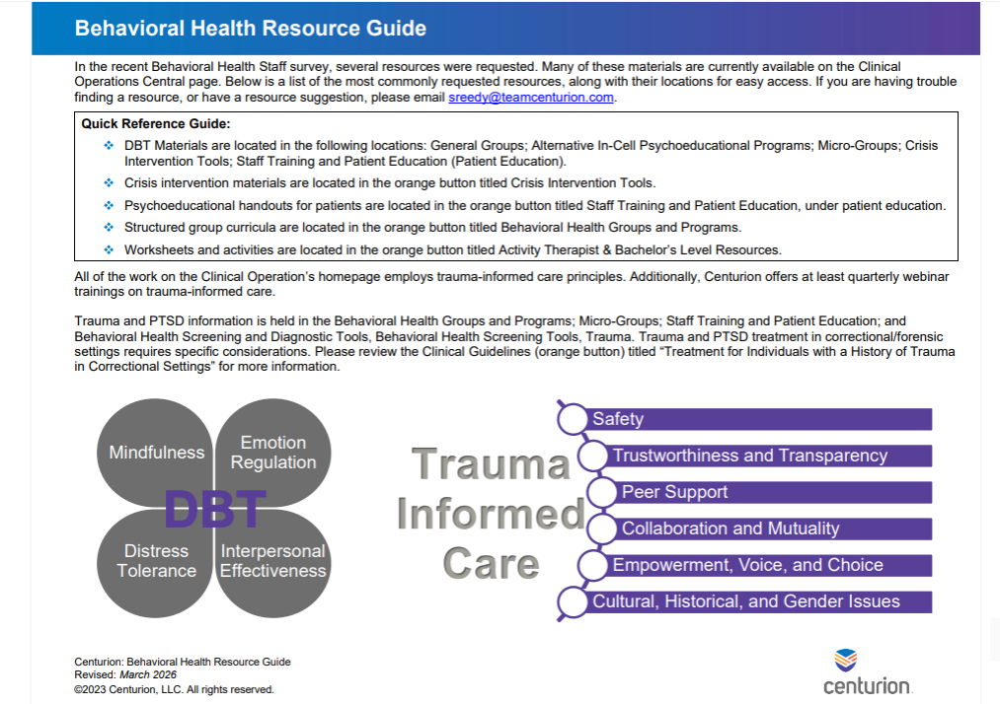 Behavioral Health Resource Guide
In the recent Behavioral Health Staff survey, several resources were requested. Many of these materials are currently available on the Clinical
Operations Central page. Below is a list of the most commonly requested resources, along with their locations for easy access. If you are having trouble
finding a resource, or have a resource suggestion, please email sreedy@teamcenturion.com.
Quick Reference Guide:
❖ DBT Materials are located in the following locations: General Groups; Alternative In-Cell Psychoeducational Programs; Micro-Groups; Crisis
Intervention Tools; Staff Training and Patient Education (Patient Education).
❖ Crisis intervention materials are located in the orange button titled Crisis Intervention Tools.
❖ Psychoeducational handouts for patients are located in the orange button titled Staff Training and Patient Education, under patient education.
❖ Structured group curricula are located in the orange button titled Behavioral Health Groups and Programs.
❖ Worksheets and activities are located in the orange button titled Activity Therapist & Bachelor's Level Resources.
All of the work on the Clinical Operation's homepage employs trauma-informed care principles. Additionally, Centurion offers at least quarterly webinar
trainings on trauma-informed care.
Trauma and PTSD information is held in the Behavioral Health Groups and Programs; Micro-Groups; Staff Training and Patient Education; and
Behavioral Health Screening and Diagnostic Tools, Behavioral Health Screening Tools, Trauma. Trauma and PTSD treatment in correctional/forensic
settings requires specific considerations. Please review the Clinical Guidelines (orange button) titled “Treatment for Individuals with a History of Trauma
in Correctional Settings” for more information.
Mindfulness
Emotion
Regulation
DBT
Distress
Tolerance
Interpersonal
Effectiveness
Trauma
Informed
Care
Safety
Trustworthiness and Transparency
Peer Support
Collaboration and Mutuality
Empowerment, Voice, and Choice
Cultural, Historical, and Gender Issues
Centurion: Behavioral Health Resource Guide
Revised: March 2026
©2023 Centurion, LLC. All rights reserved.
centurion.